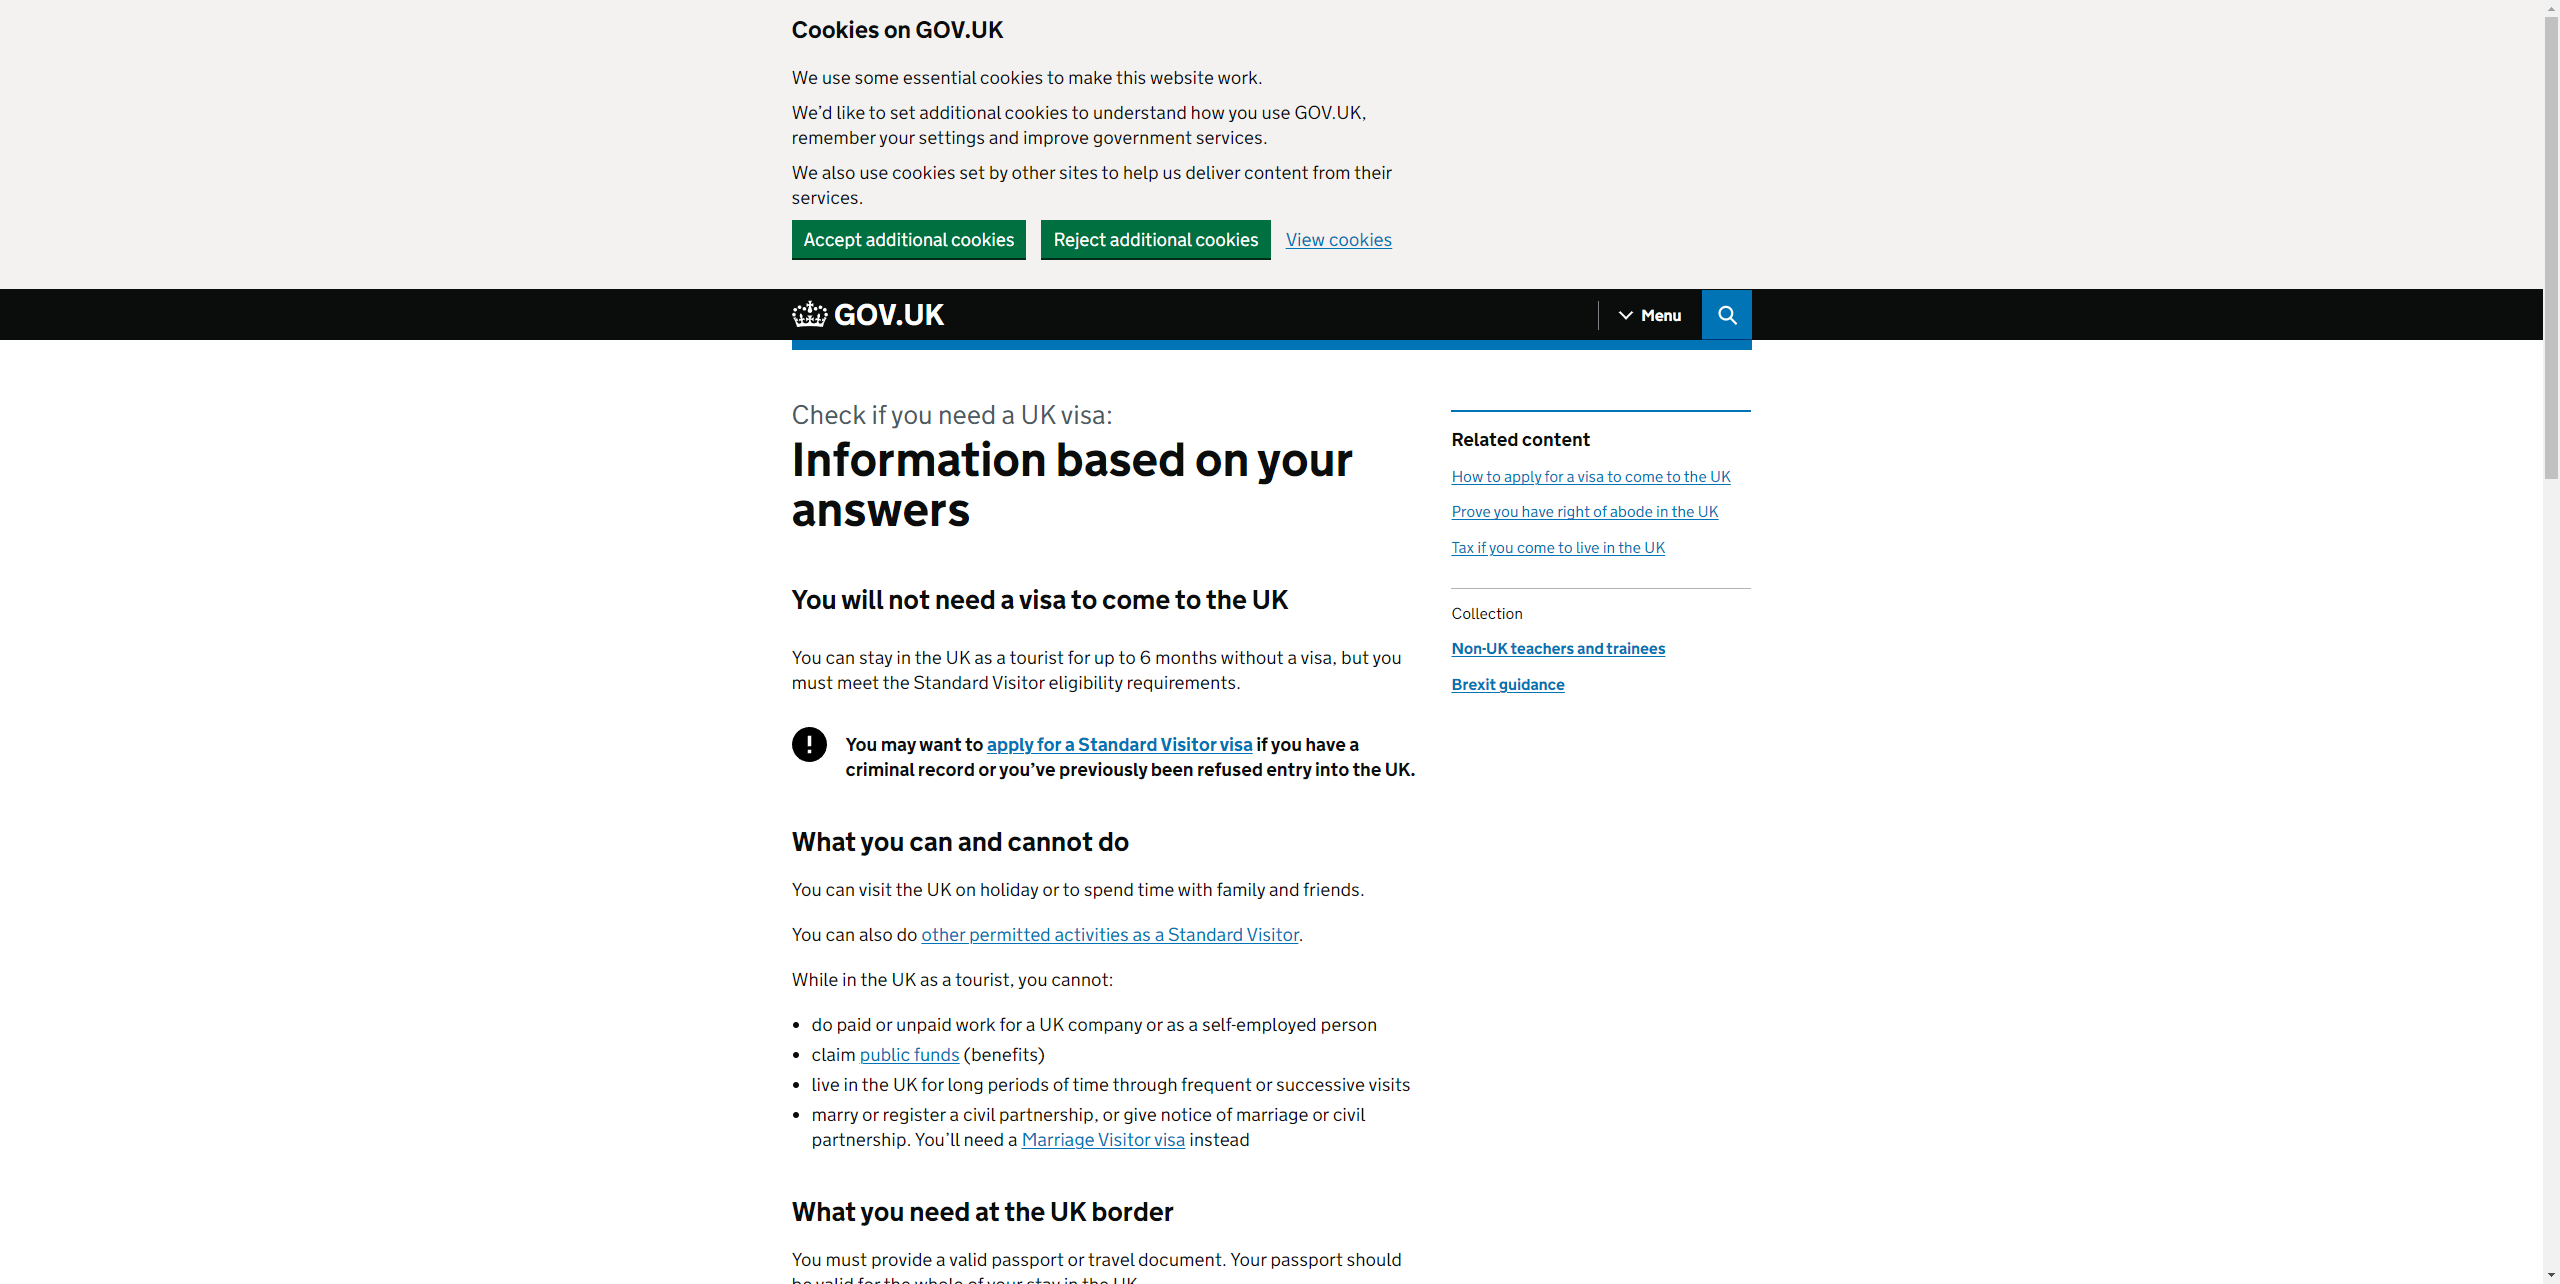 Cookies on GOV.UK
We use some essential cookies to make this website work.
We’d like to set additional cookies to understand how you use GOV.UK,
remember your settings and improve government services.
We also use cookies set by other sites to help us deliver content from their
services.
Accept additional cookies
Reject additional cookies
View cookies
GOV.UK
Menu
Check if you need a UK visa:
Information based on your
answers
You will not need a visa to come to the UK
You can stay in the UK as a tourist for up to 6 months without a visa, but you
must meet the Standard Visitor eligibility requirements.
You may want to apply for a Standard Visitor visa if you have a
criminal record or you’ve previously been refused entry into the UK.
What you can and cannot do
You can visit the UK on holiday or to spend time with family and friends.
You can also do other permitted activities as a Standard Visitor.
While in the UK as a tourist, you cannot:
• do paid or unpaid work for a UK company or as a self-employed person
• claim public funds (benefits)
• live in the UK for long periods of time through frequent or successive visits
• marry or register a civil partnership, or give notice of marriage or civil
partnership. You’ll need a Marriage Visitor visa instead
What you need at the UK border
You must provide a valid passport or travel document. Your passport should
be valid for the whole of your stay in the UK.
Related content
How to apply for a visa to come to the UK
Prove you have right of abode in the UK
Tax if you come to live in the UK
Collection
Non-UK teachers and trainees
Brexit guidance